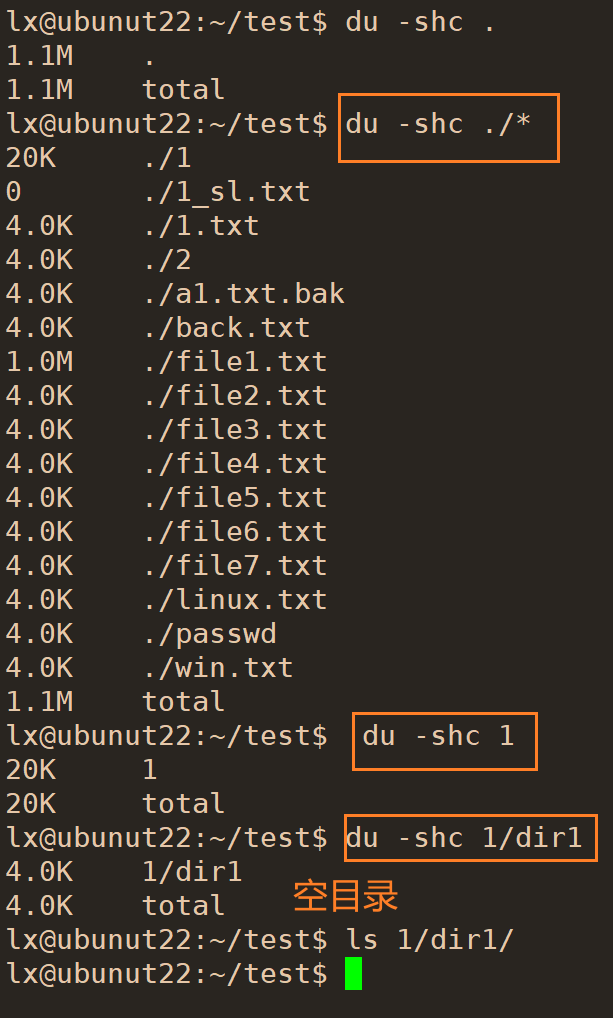 lx@ubunut22:~/test$ du -shc .
1.1M    .
1.1M    total
lx@ubunut22:~/test$ du -shc ./*
20K     ./1
0       ./1_sl.txt
4.0K    ./1.txt
4.0K    ./2
4.0K    ./a1.txt.bak
4.0K    ./back.txt
1.0M    ./file1.txt
4.0K    ./file2.txt
4.0K    ./file3.txt
4.0K    ./file4.txt
4.0K    ./file5.txt
4.0K    ./file6.txt
4.0K    ./file7.txt
4.0K    ./linux.txt
4.0K    ./passwd
4.0K    ./win.txt
1.1M    total
lx@ubunut22:~/test$  du -shc 1
20K     1
20K     total
lx@ubunut22:~/test$ du -shc 1/dir1
4.0K    1/dir1
4.0K    total
空目录
lx@ubunut22:~/test$ ls 1/dir1/
lx@ubunut22:~/test$